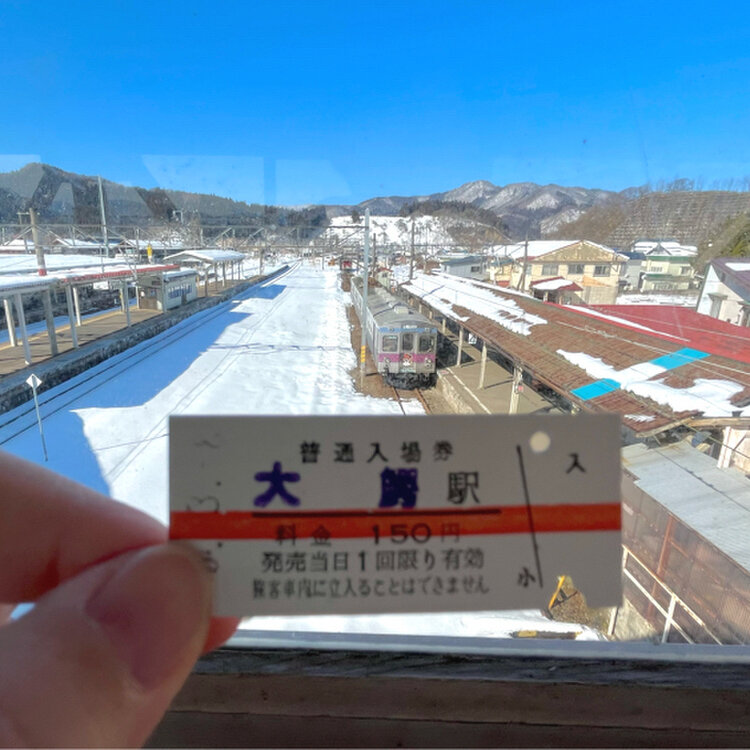 普通入場券
大鰐駅
料金 150円
発売当日1回限り有効
旅客車内に立入ることはできません
入
小